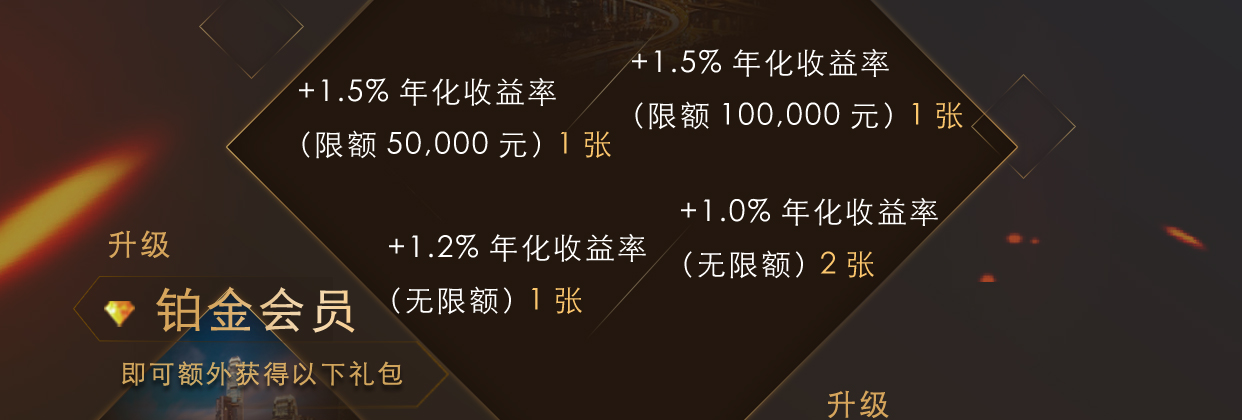 +1.5% 年化收益率
（限额 50,000 元）1 张
+1.5% 年化收益率
（限额 100,000 元）1 张
+1.2% 年化收益率
（无限额）1 张
+1.0% 年化收益率
（无限额）2 张
升级
铂金会员
即可额外获得以下礼包
升级